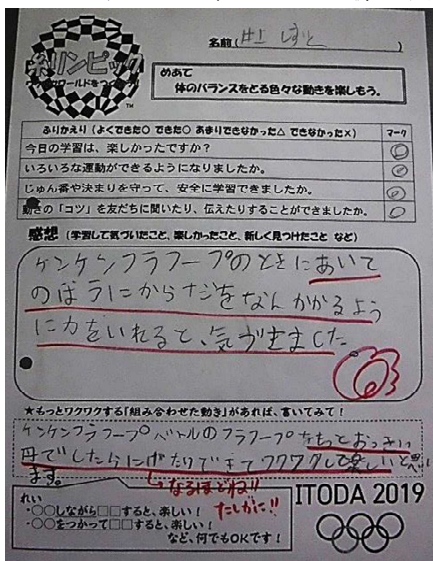 糸リンピック
ワールドをつ
TM
名前( 井上 )
めあて
体のバランスをとる色々な動きを楽しもう。
ふりかえり (よくできた◎ できた○ あまりできなかった△ できなかった×) マーク
今日の学習は、楽しかったですか? ◎
いろいろな運動ができるようになりましたか。 ◎
じゅん番や決まりを守って、安全に学習できましたか。 ◎
動きの「コツ」を友だちに聞いたり、伝えたりすることができましたか。 ○
感想 (学習して気づいたこと、楽しかったこと、新しく見つけたこと など)
ケンケンフラフープのときにあいて
のほうにからだをなんかかるよう
に力をいれると、気づきました
★もっとワクワクする「組み合わせた動き」があれば、書いてみて!
ケンケンフラフープバトルのフラフープをもっとおっきい
円でしたらにげたりできてワクワクして楽しいと思い
ます。
なるほどね!!
たしかに!!
れい
・○○しながら□□すると、楽しい!
・○○をつかって□□すると、楽しい!
など、何でもOKです!
ITODA 2019